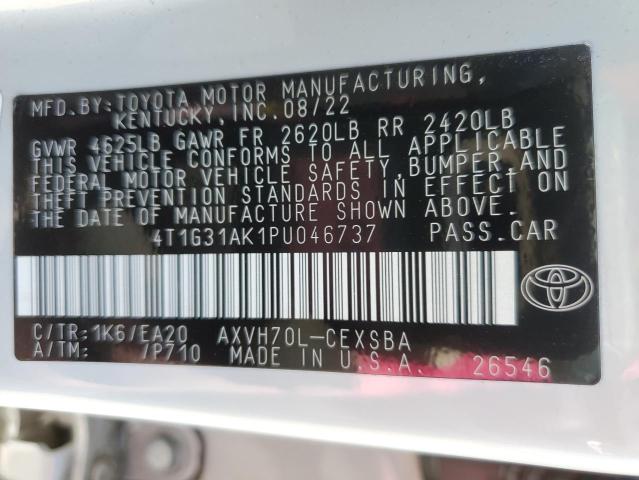 MFD.BY:TOYOTA MOTOR MANUFACTURING,
KENTUCKY, INC. 08/22
GVWR 4625LB GAWR FR 2620LB RR 2420LB
THIS VEHICLE CONFORMS TO ALL APPLICABLE
FEDERAL MOTOR VEHICLE SAFETY, BUMPER, AND
THEFT PREVENTION STANDARDS IN EFFECT ON
THE DATE OF MANUFACTURE SHOWN ABOVE.
4T1G31AK1PU046737 PASS.CAR
C/TR:1K6/EA20 AXVH70L-CEXSBA
A/TM: /P710 MADE IN U.S.A. 26546